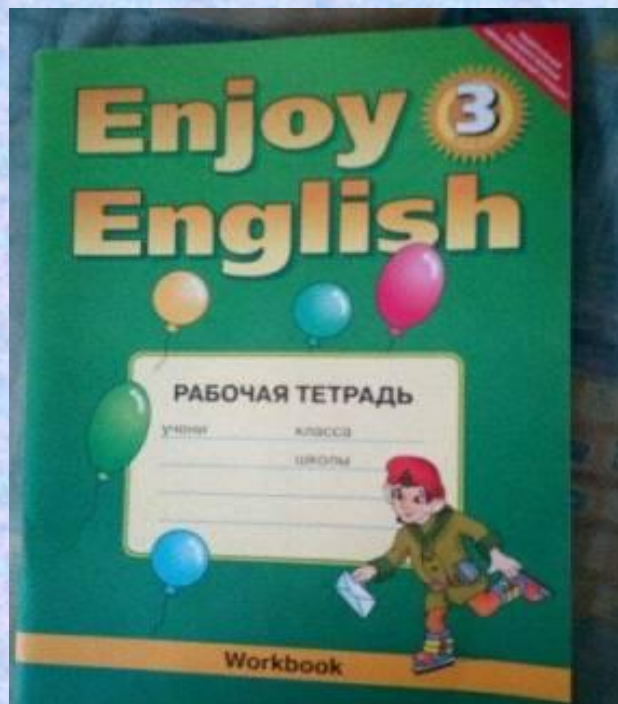 Enjoy 3
English
РАБОЧАЯ ТЕТРАДЬ
учени класса
школы
Workbook